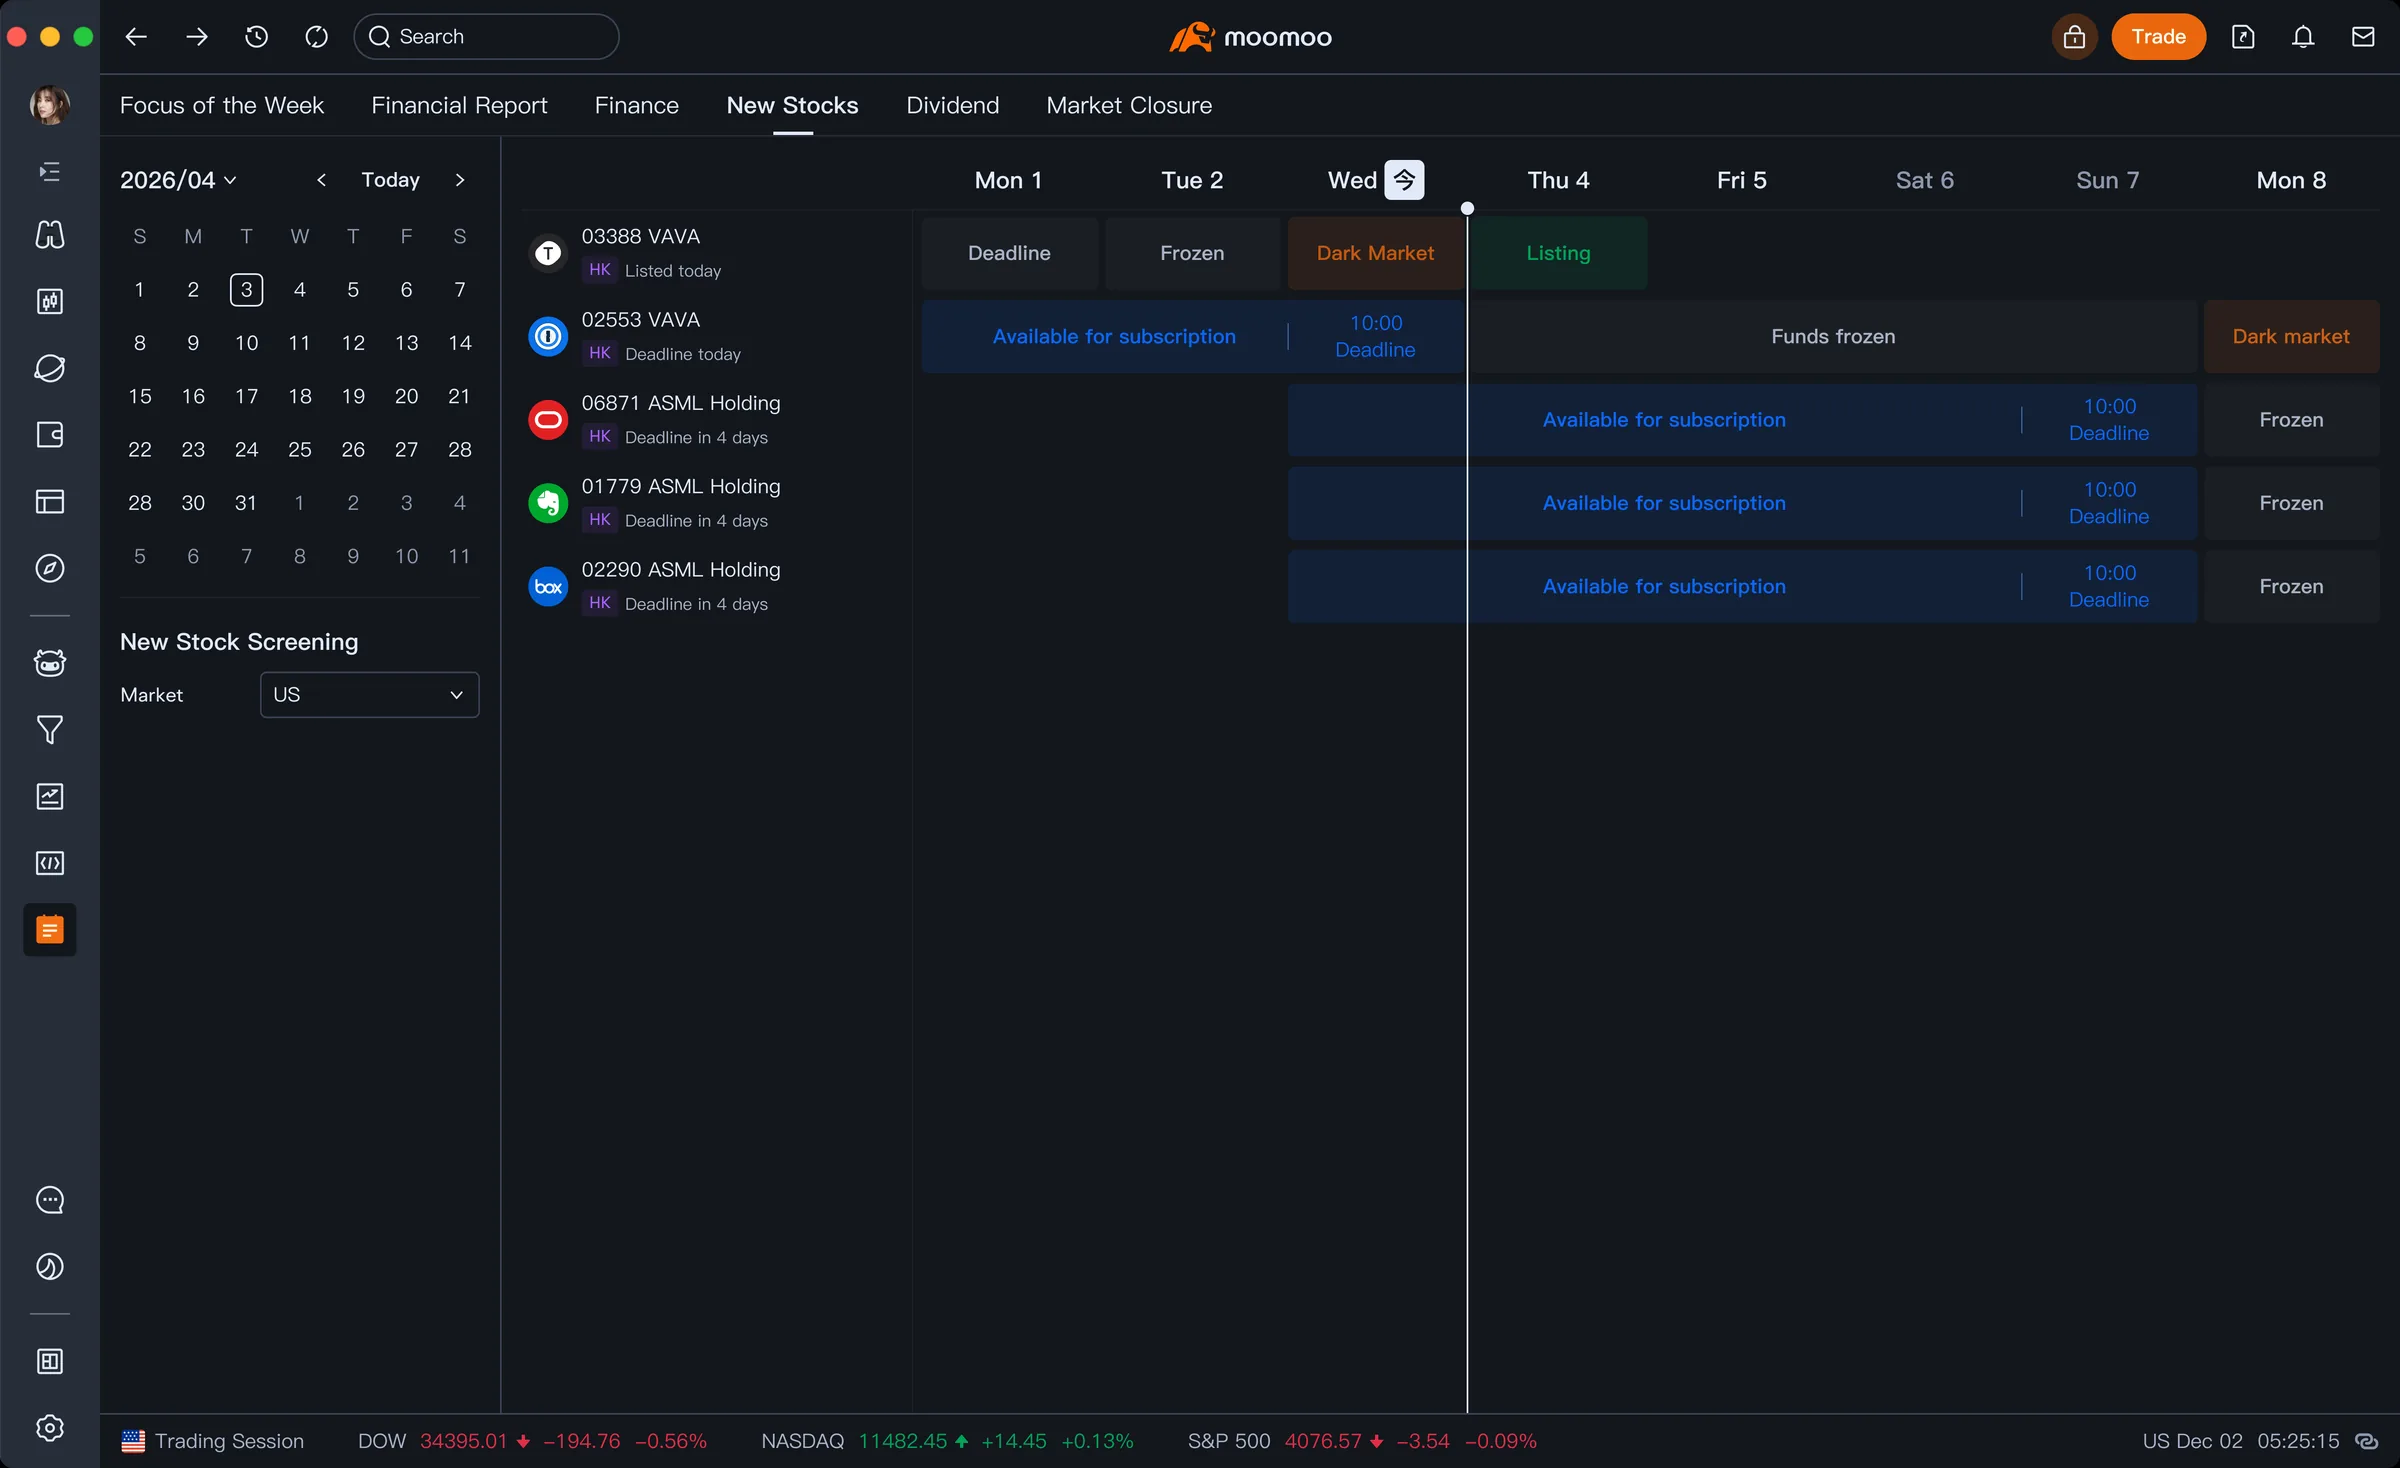 Search
moomoo
Trade
Focus of the Week Financial Report Finance New Stocks Dividend Market Closure
2026/04 Today
S M T W T F S
1 2 3 4 5 6 7
8 9 10 11 12 13 14
15 16 17 18 19 20 21
22 23 24 25 26 27 28
28 30 31 1 2 3 4
5 6 7 8 9 10 11
New Stock Screening
Market US
Mon 1 Tue 2 Wed 今 Thu 4 Fri 5 Sat 6 Sun 7 Mon 8
T
03388 VAVA
HK Listed today
Deadline Frozen Dark Market Listing
02553 VAVA
HK Deadline today
Available for subscription
10:00
Deadline
Funds frozen
Dark market
06871 ASML Holding
HK Deadline in 4 days
Available for subscription
10:00
Deadline
Frozen
01779 ASML Holding
HK Deadline in 4 days
Available for subscription
10:00
Deadline
Frozen
box
02290 ASML Holding
HK Deadline in 4 days
Available for subscription
10:00
Deadline
Frozen
Trading Session DOW 34395.01 −194.76 −0.56% NASDAQ 11482.45 +14.45 +0.13% S&P 500 4076.57 −3.54 −0.09% US Dec 02 05:25:15